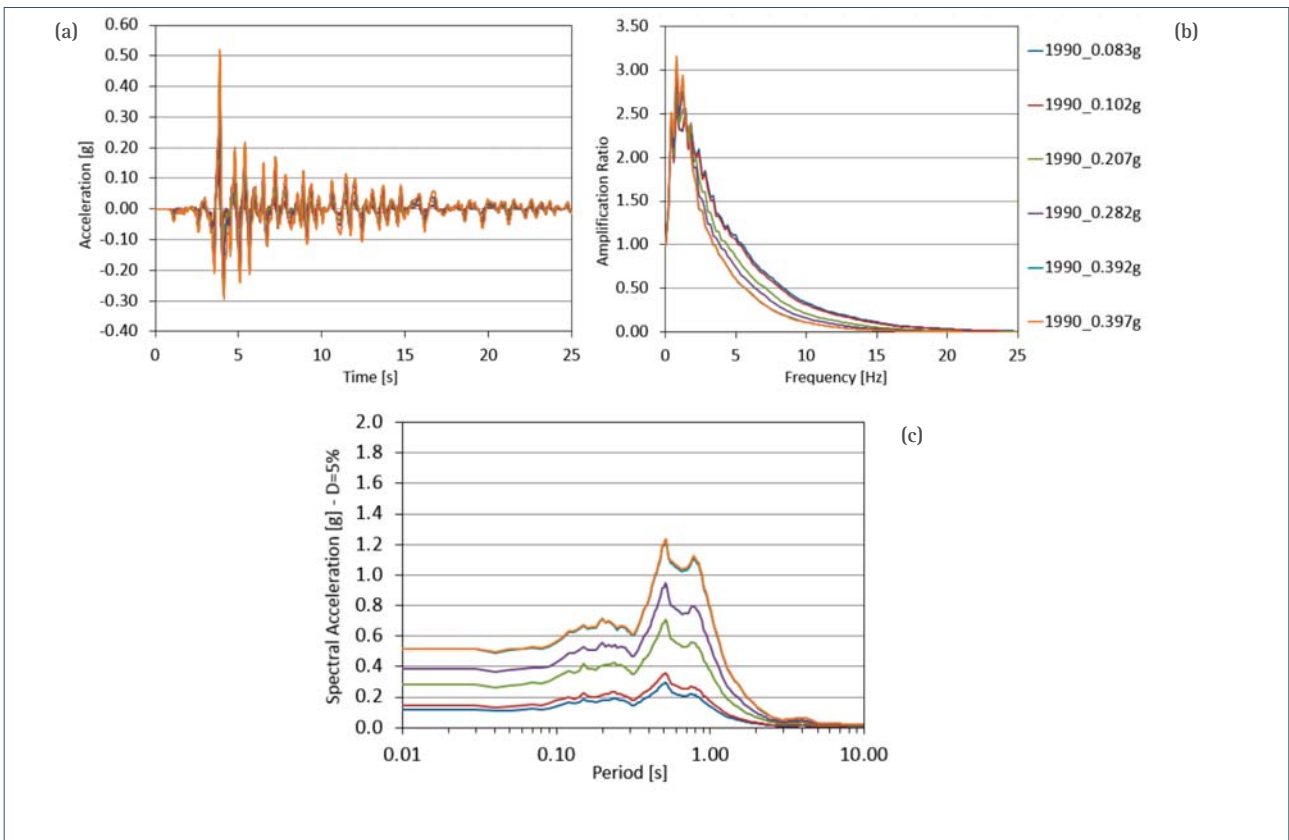 (a)
0.60
0.50
0.40
0.30
0.20
0.10
0.00
-0.10
-0.20
-0.30
-0.40
Acceleration [g]
0 5 10 15 20 25
Time [s]
(b)
3.50
3.00
2.50
2.00
1.50
1.00
0.50
0.00
Amplification Ratio
0 5 10 15 20 25
Frequency [Hz]
1990_0.083g
1990_0.102g
1990_0.207g
1990_0.282g
1990_0.392g
1990_0.397g
(c)
2.0
1.8
1.6
1.4
1.2
1.0
0.8
0.6
0.4
0.2
0.0
Spectral Acceleration [g] - D=5%
0.01 0.10 1.00 10.00
Period [s]